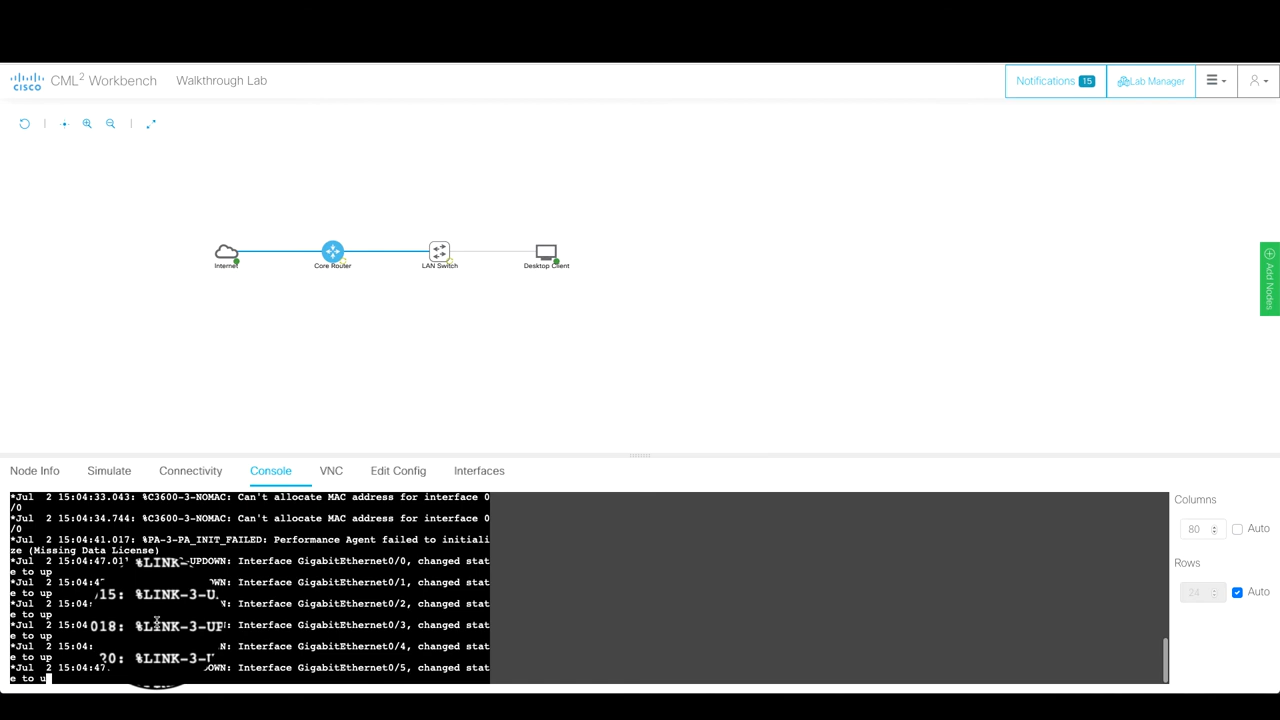 CML2 Workbench Walkthrough Lab Notifications 15 Lab Manager
CISCO
Internet Core Router LAN Switch Desktop Client
Add Nodes
Node Info Simulate Connectivity Console VNC Edit Config Interfaces
*Jul 2 15:04:33.043: %C3600-3-NOMAC: Can't allocate MAC address for interface 0
/0
*Jul 2 15:04:34.744: %C3600-3-NOMAC: Can't allocate MAC address for interface 0
/0
*Jul 2 15:04:41.017: %PA-3-PA_INIT_FAILED: Performance Agent failed to initiali
ze (Missing Data License)
*Jul 2 15:04:47.01 %LINK- UPDOWN: Interface GigabitEthernet0/0, changed stat
e to up
*Jul 2 15:04:4 OWN: Interface GigabitEthernet0/1, changed stat
e to up
15: %LINK-3-U
*Jul 2 15:04: N: Interface GigabitEthernet0/2, changed stat
e to up
*Jul 2 15:04 018: %LINK-3-UP : Interface GigabitEthernet0/3, changed stat
e to up
*Jul 2 15:04: N: Interface GigabitEthernet0/4, changed stat
e to up
20: %LINK-3-
*Jul 2 15:04:47. DOWN: Interface GigabitEthernet0/5, changed stat
e to u
Columns
80 Auto
Rows
24 Auto